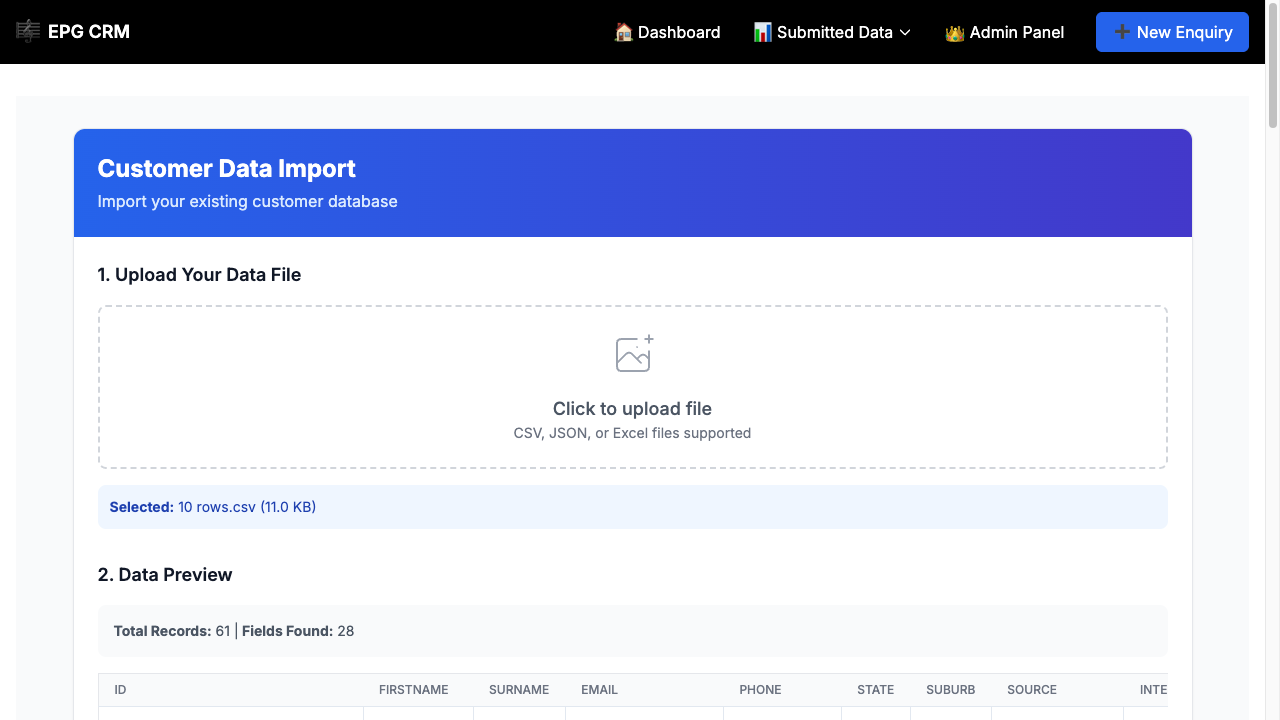 EPG CRM
Dashboard
Submitted Data
Admin Panel
New Enquiry
Customer Data Import
Import your existing customer database
1. Upload Your Data File
Click to upload file
CSV, JSON, or Excel files supported
Selected: 10 rows.csv (11.0 KB)
2. Data Preview
Total Records: 61 | Fields Found: 28
ID FIRSTNAME SURNAME EMAIL PHONE STATE SUBURB SOURCE INTE